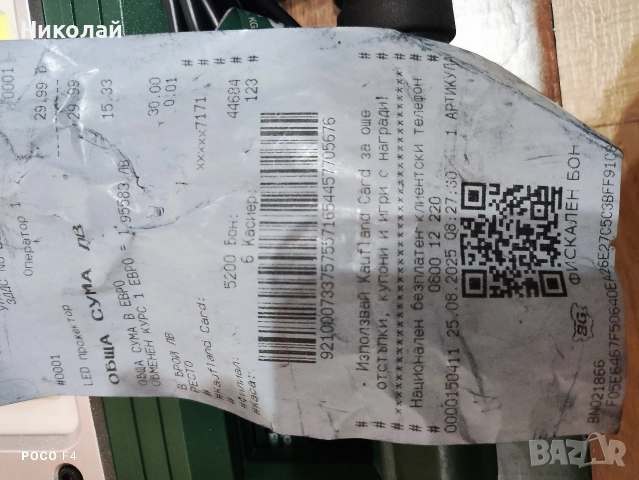 Николай
#0001
Оператор 1
#0001
LED прожектор 29.99
ОБЩА СУМА ЛВ 29.99
ОБЩА СУМА В ЕВРО 15.33
ОБМЕНЕН КУРС 1 ЕВРО = 1.95583 ЛВ
В БРОЙ ЛВ 30.00
РЕСТО 0.01
#
#Kaufland Card: xxxxx7171
#
#Филиал: 5200 Бон: 44684
#Каса: 6 Касиер: 123
9210007337575571654457705676
· Използвай Kaufland Card за още
отстъпки, купони и игри с награди!
Национален безплатен клиентски телефон
0800 12 220
0000150411 25.08.2025 08:27:30 1 АРТИКУЛ
BG
ФИСКАЛЕН БОН
BN021866
POCO F4
BAZAR